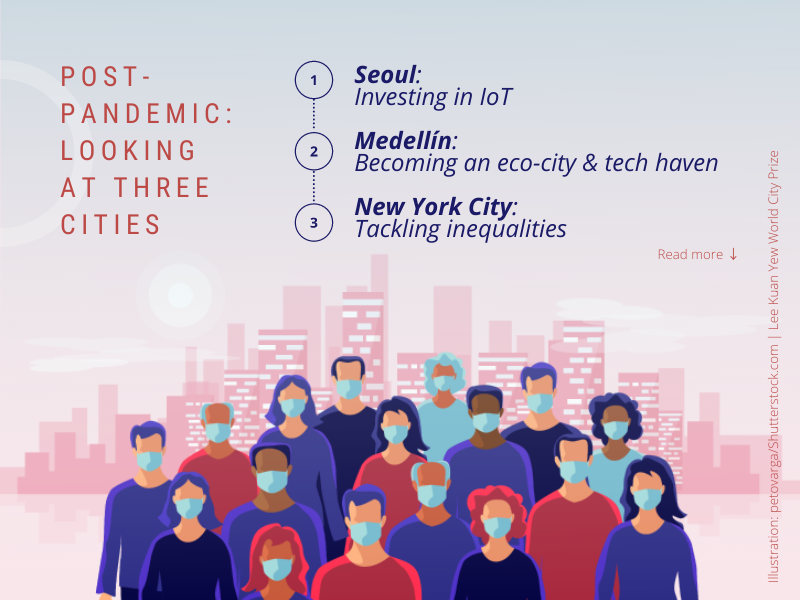 POST-
PANDEMIC:
LOOKING
AT THREE
CITIES
1
Seoul:
Investing in IoT
2
Medellín:
Becoming an eco-city & tech haven
3
New York City:
Tackling inequalities
Read more ↓
Illustration: petovarga/Shutterstock.com | Lee Kuan Yew World City Prize